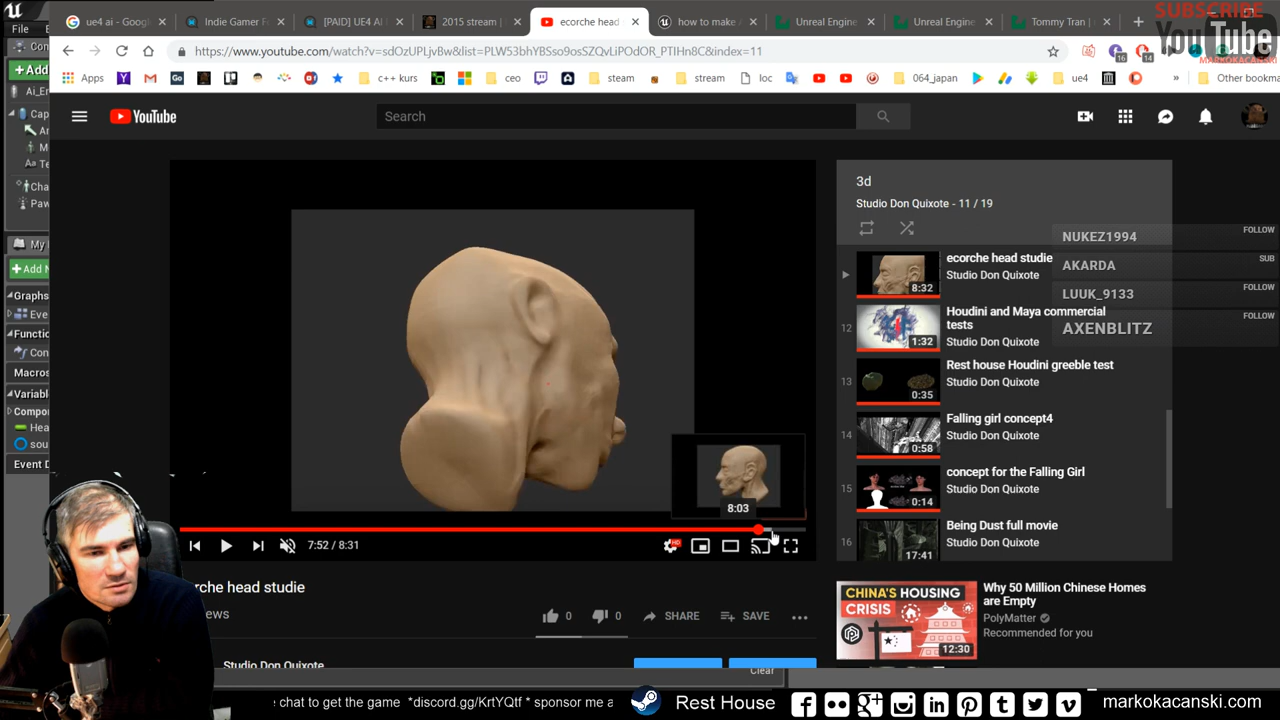 SUBSCRIBE
YouTube
MARKOKACANSKI
ue4 ai - Googl
Indie Gamer F
[PAID] UE4 AI
2015 stream |
ecorche head
how to make
Unreal Engine
Unreal Engine
Tommy Tran |
File
https://www.youtube.com/watch?v=sdOzUPLjvBw&list=PLW53bhYBSso9osSZQvLiPOdOR_PTIHn8C&index=11
16
14
Con
Add
Apps
c++ kurs
ceo
steam
stream
loc
064_japan
ue4
Other bookma
Ai_En
Cap
YouTube
Search
Cha
Paw
My
Add N
Graphs
Eve
Functio
Con
Macros
Variabl
Compo
Hea
sou
Event D
3d
Studio Don Quixote - 11 / 19
ecorche head studie
Studio Don Quixote
8:32
12
Houdini and Maya commercial
tests
Studio Don Quixote
1:32
13
Rest house Houdini greeble test
Studio Don Quixote
0:35
14
Falling girl concept4
Studio Don Quixote
0:58
15
concept for the Falling Girl
Studio Don Quixote
0:14
16
Being Dust full movie
Studio Don Quixote
17:41
NUKEZ1994
FOLLOW
AKARDA
SUB
LUUK_9133
FOLLOW
AXENBLITZ
FOLLOW
8:03
7:52 / 8:31
HD
orche head studie
ews
0
0
SHARE
SAVE
Studio Don Quixote
CHINA'S HOUSING
CRISIS
12:30
Why 50 Million Chinese Homes
are Empty
PolyMatter
Recommended for you
Clear
chat to get the game *discord.gg/KrtYQtf * sponsor me a
Rest House
markokacanski.com